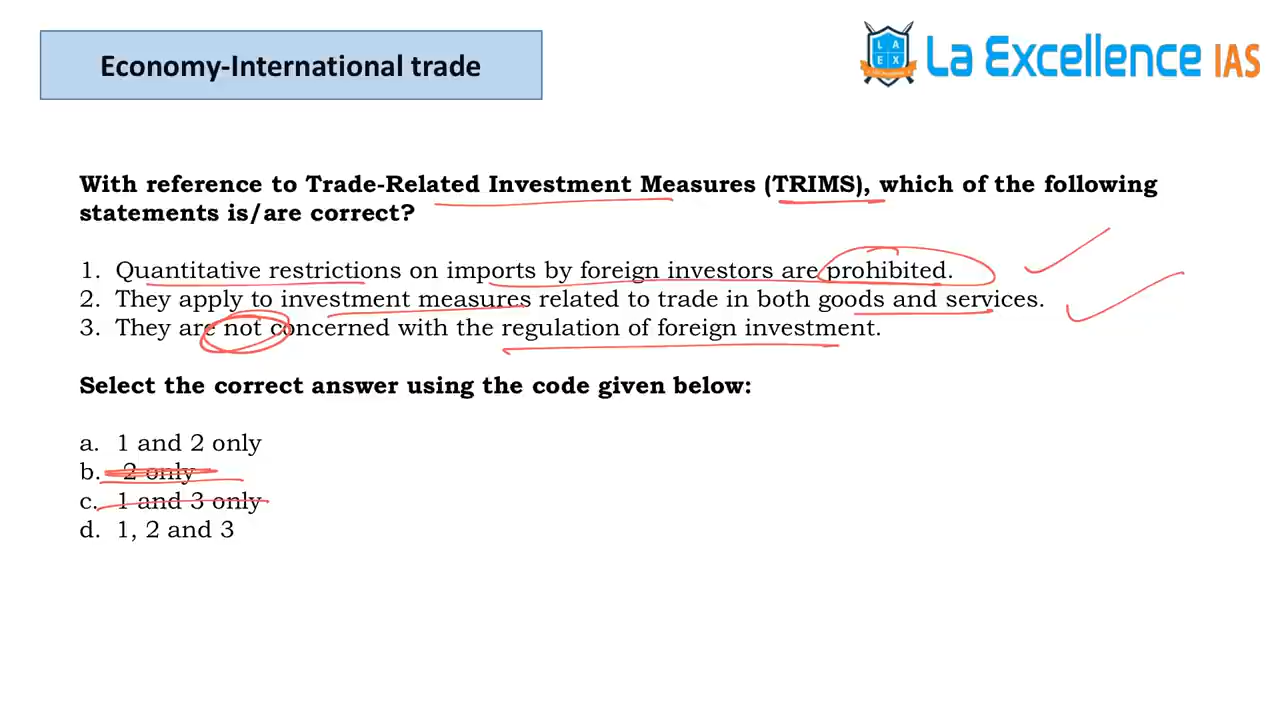 Economy-International trade
LAEX
La Excellence IAS
With reference to Trade-Related Investment Measures (TRIMS), which of the following
statements is/are correct?
1. Quantitative restrictions on imports by foreign investors are prohibited.
2. They apply to investment measures related to trade in both goods and services.
3. They are not concerned with the regulation of foreign investment.
Select the correct answer using the code given below:
a. 1 and 2 only
b. 2 only
c. 1 and 3 only
d. 1, 2 and 3